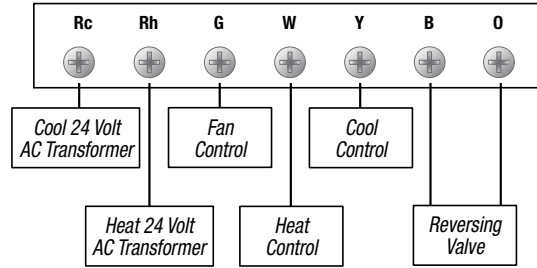 Rc Rh G W Y B O
Cool 24 Volt
AC Transformer
Fan
Control
Cool
Control
Heat 24 Volt
AC Transformer
Heat
Control
Reversing
Valve